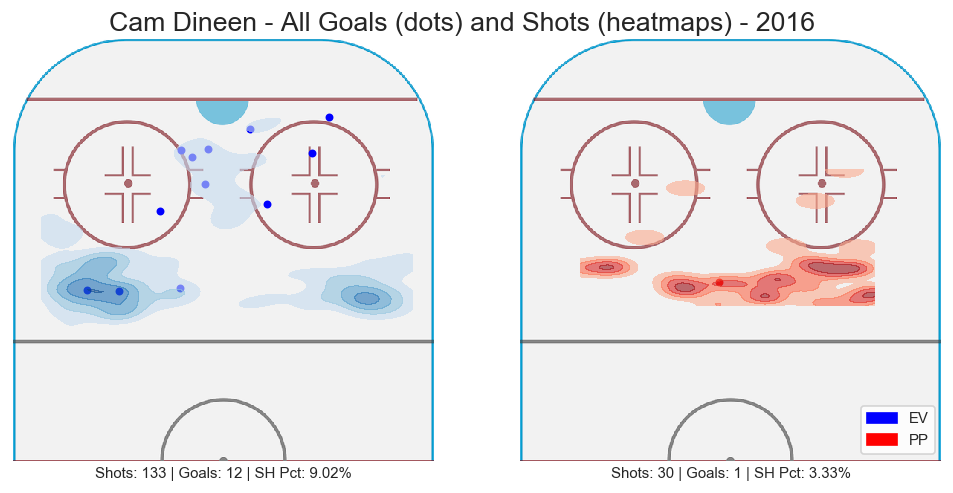 Cam Dineen - All Goals (dots) and Shots (heatmaps) - 2016
EV
PP
Shots: 133 | Goals: 12 | SH Pct: 9.02%
Shots: 30 | Goals: 1 | SH Pct: 3.33%